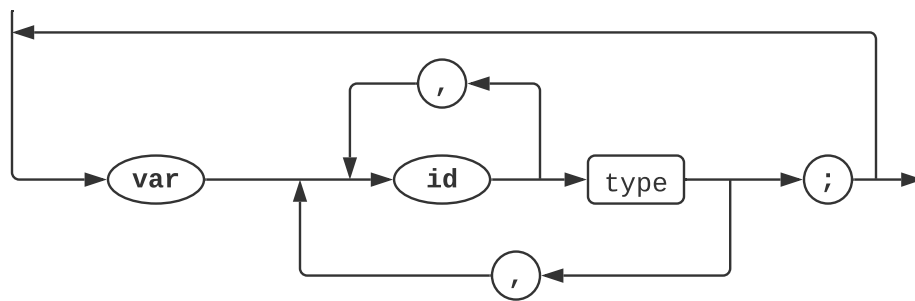 ,
var id type ;
,